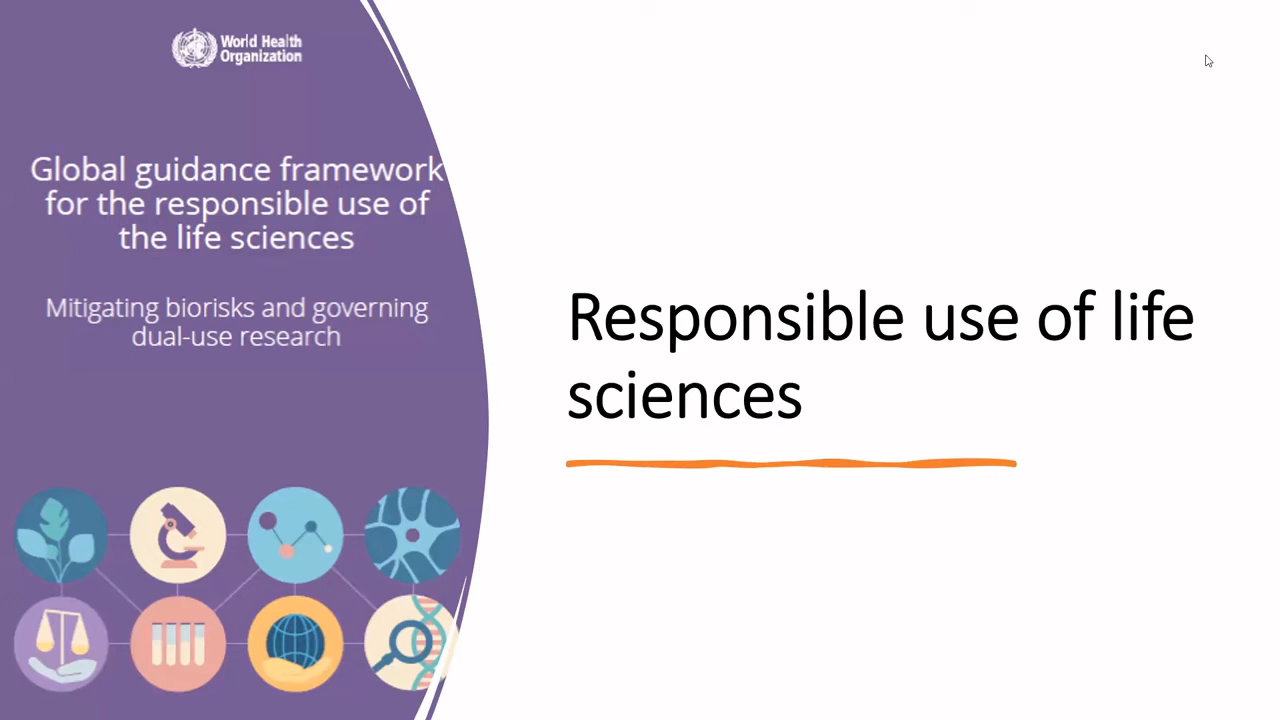 World Health
Organization
Global guidance framework
for the responsible use of
the life sciences
Mitigating biorisks and governing
dual-use research
Responsible use of life
sciences